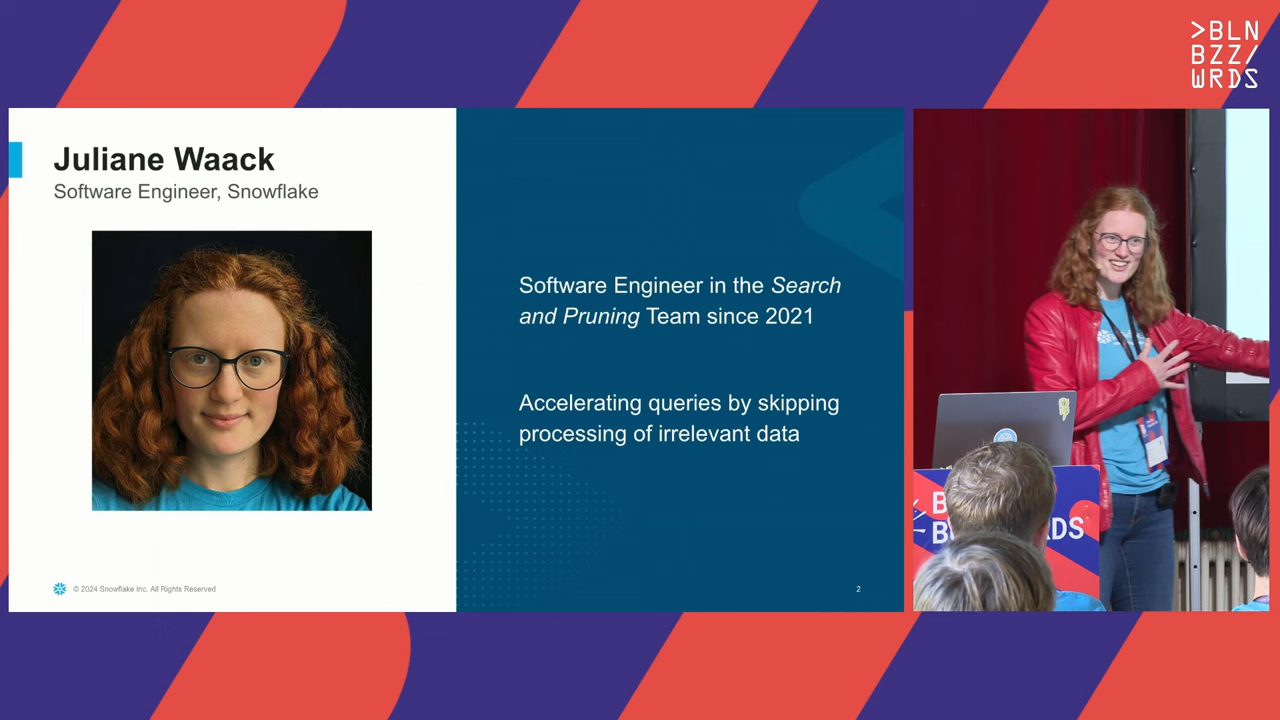 >BLN
BZZ/
WRDS
Juliane Waack
Software Engineer, Snowflake
Software Engineer in the Search
and Pruning Team since 2021
Accelerating queries by skipping
processing of irrelevant data
© 2024 Snowflake Inc. All Rights Reserved
2